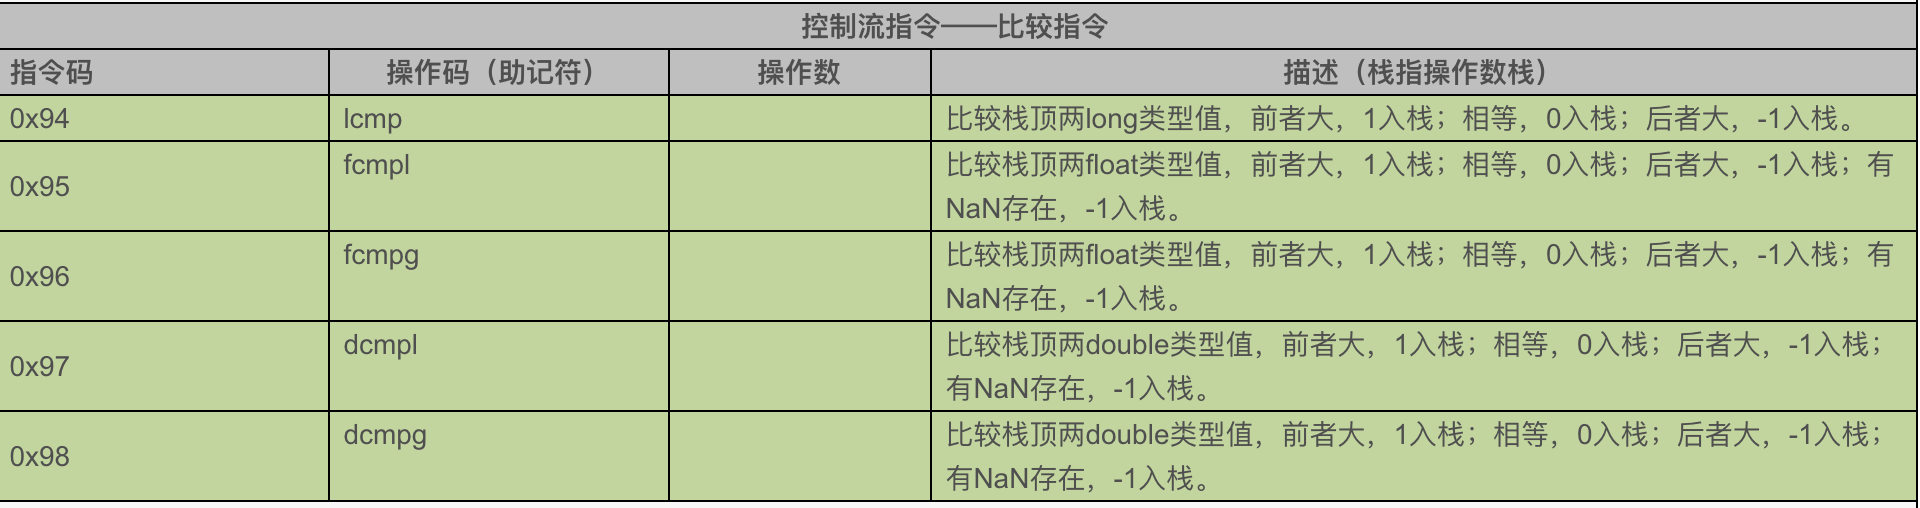 控制流指令——比较指令
指令码 操作码（助记符） 操作数 描述（栈指操作数栈）
0x94 lcmp 比较栈顶两long类型值，前者大，1入栈；相等，0入栈；后者大，-1入栈。
0x95 fcmpl 比较栈顶两float类型值，前者大，1入栈；相等，0入栈；后者大，-1入栈；有
NaN存在，-1入栈。
0x96 fcmpg 比较栈顶两float类型值，前者大，1入栈；相等，0入栈；后者大，-1入栈；有
NaN存在，-1入栈。
0x97 dcmpl 比较栈顶两double类型值，前者大，1入栈；相等，0入栈；后者大，-1入栈；
有NaN存在，-1入栈。
0x98 dcmpg 比较栈顶两double类型值，前者大，1入栈；相等，0入栈；后者大，-1入栈；
有NaN存在，-1入栈。